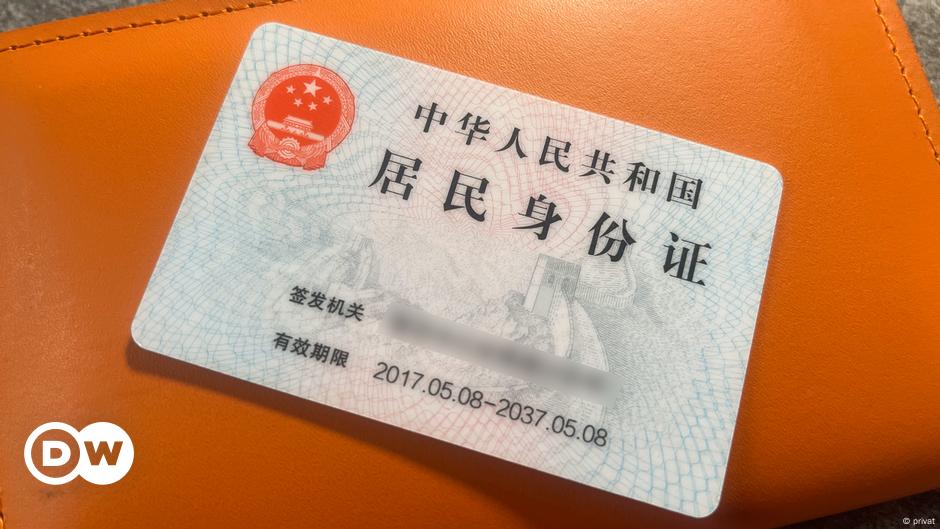 中华人民共和国
居民身份证
签发机关
有效期限 2017.05.08-2037.05.08
DW
© privat